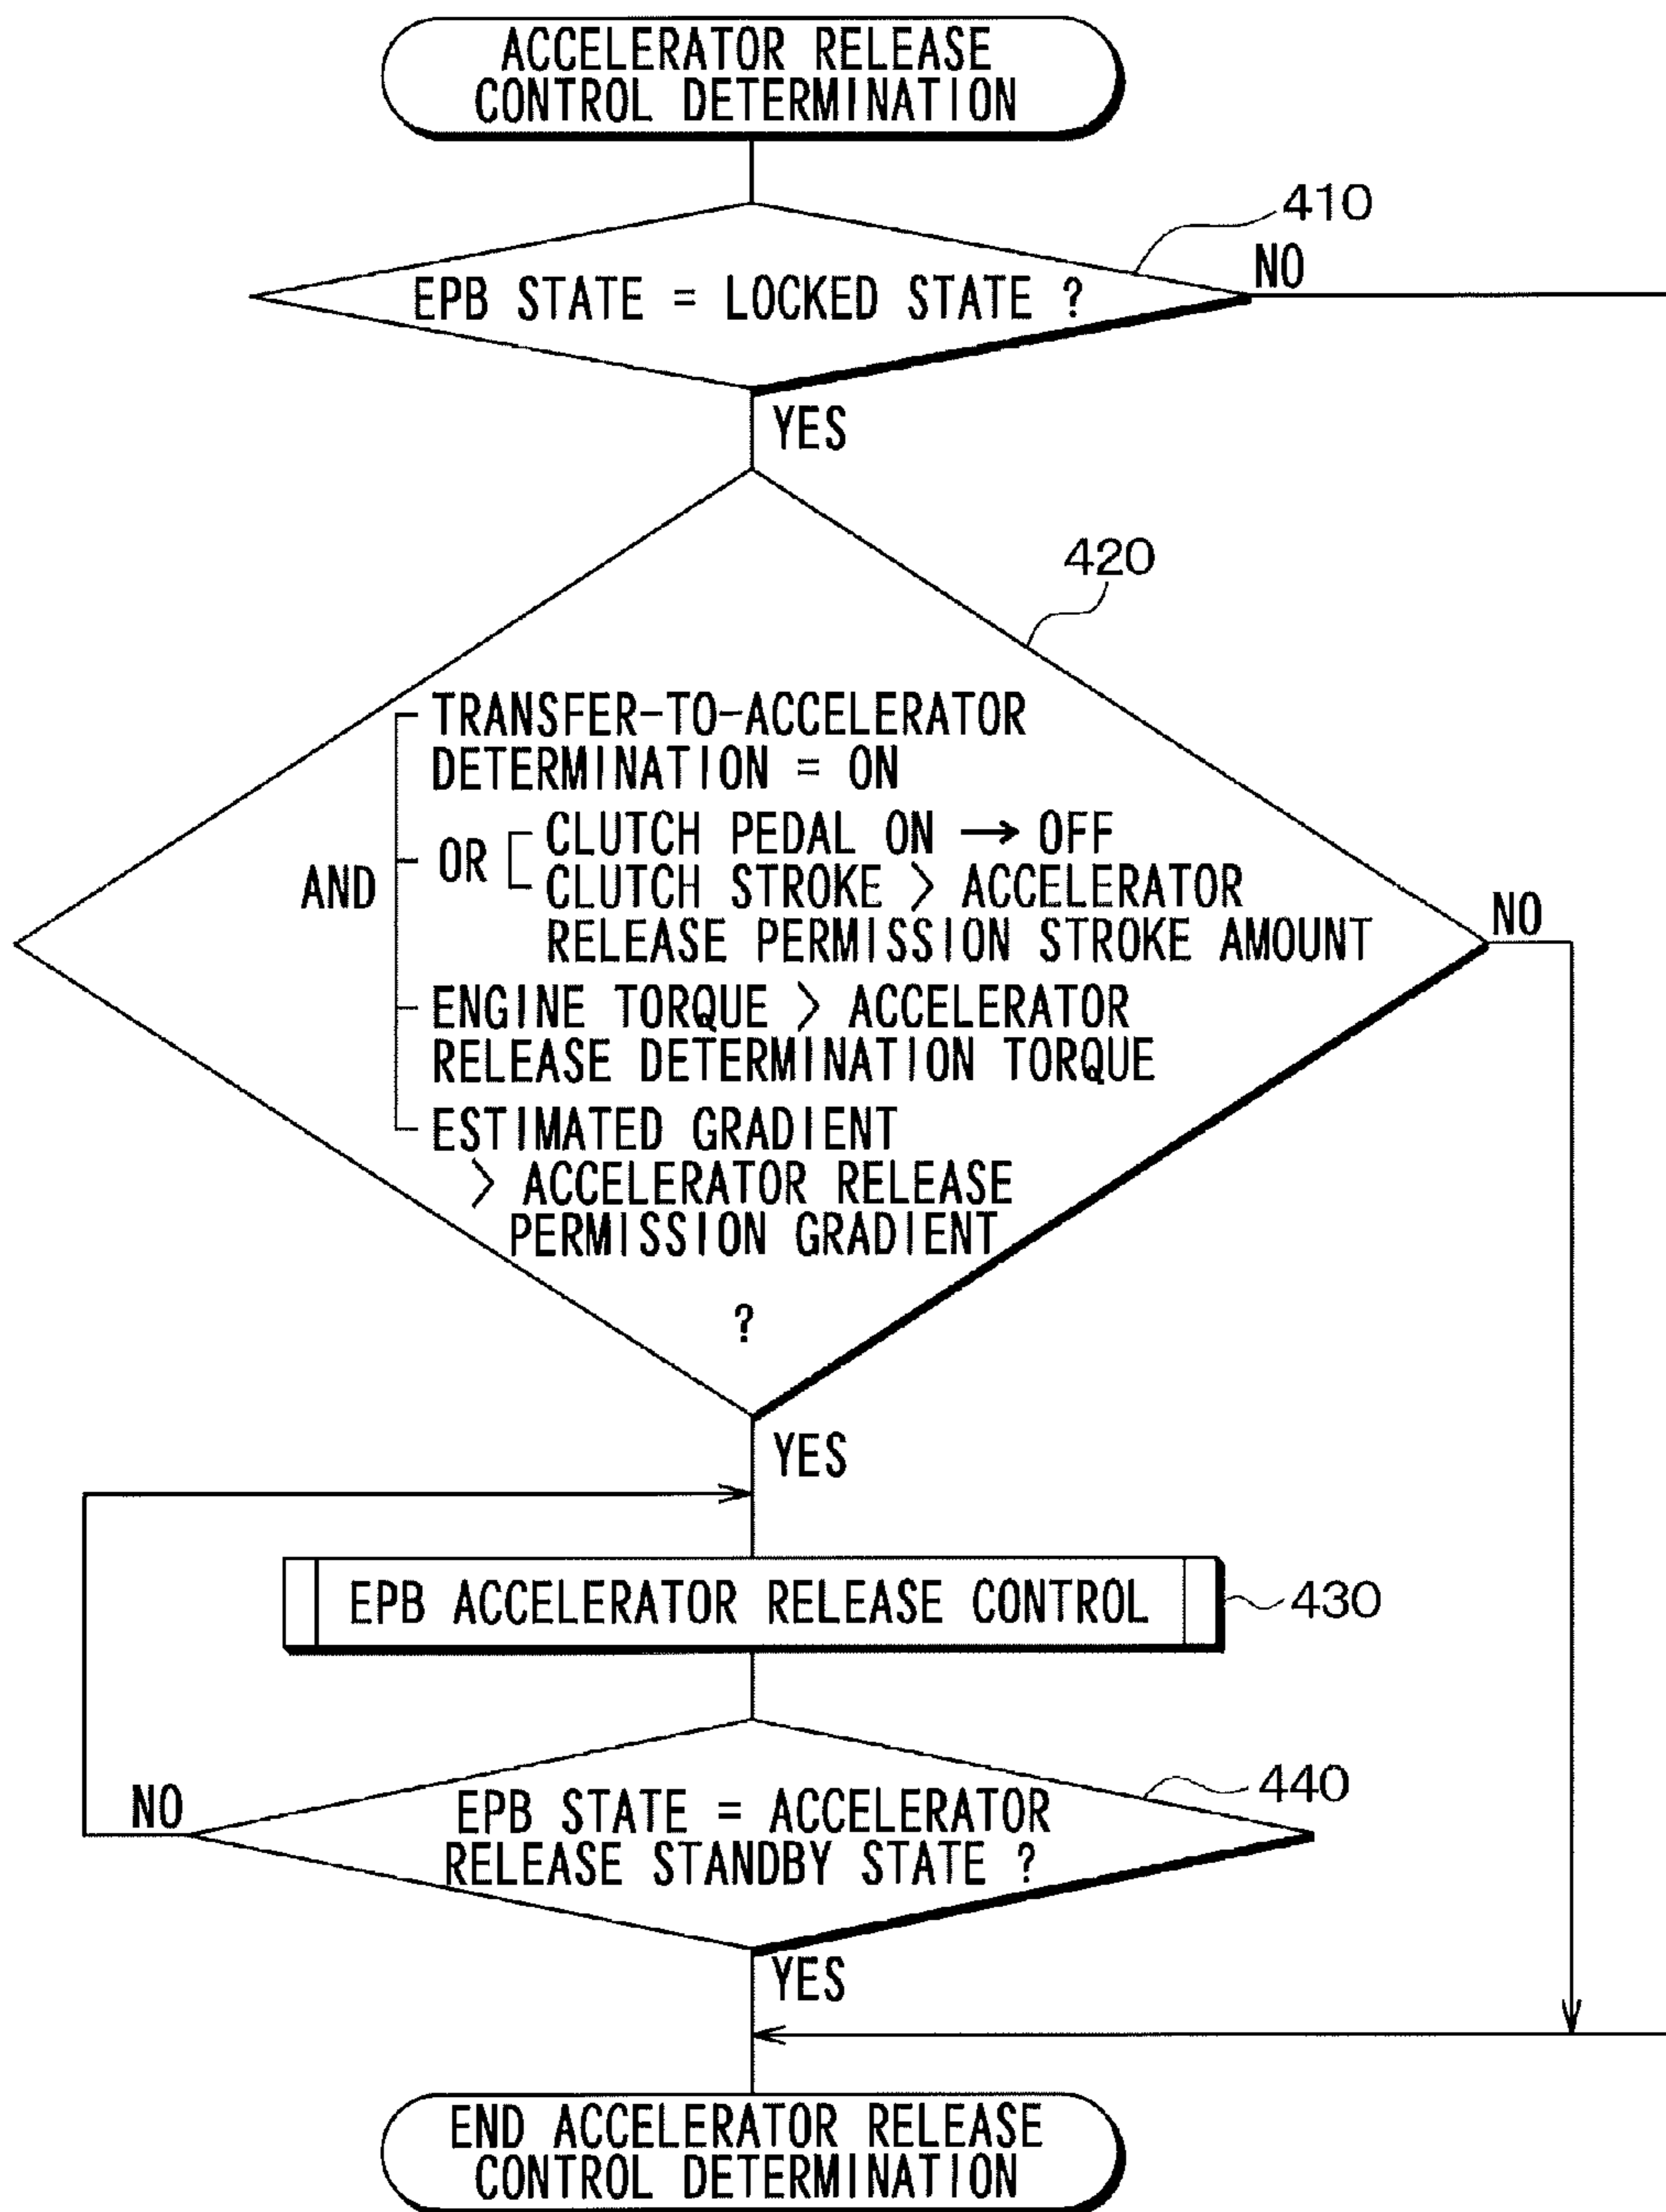 ACCELERATOR RELEASE
CONTROL DETERMINATION
410
EPB STATE = LOCKED STATE ?
NO
YES
420
TRANSFER-TO-ACCELERATOR
DETERMINATION = ON
AND
OR
CLUTCH PEDAL ON → OFF
CLUTCH STROKE > ACCELERATOR
RELEASE PERMISSION STROKE AMOUNT
NO
ENGINE TORQUE > ACCELERATOR
RELEASE DETERMINATION TORQUE
ESTIMATED GRADIENT
> ACCELERATOR RELEASE
PERMISSION GRADIENT
?
YES
EPB ACCELERATOR RELEASE CONTROL
430
440
NO
EPB STATE = ACCELERATOR
RELEASE STANDBY STATE ?
YES
END ACCELERATOR RELEASE
CONTROL DETERMINATION